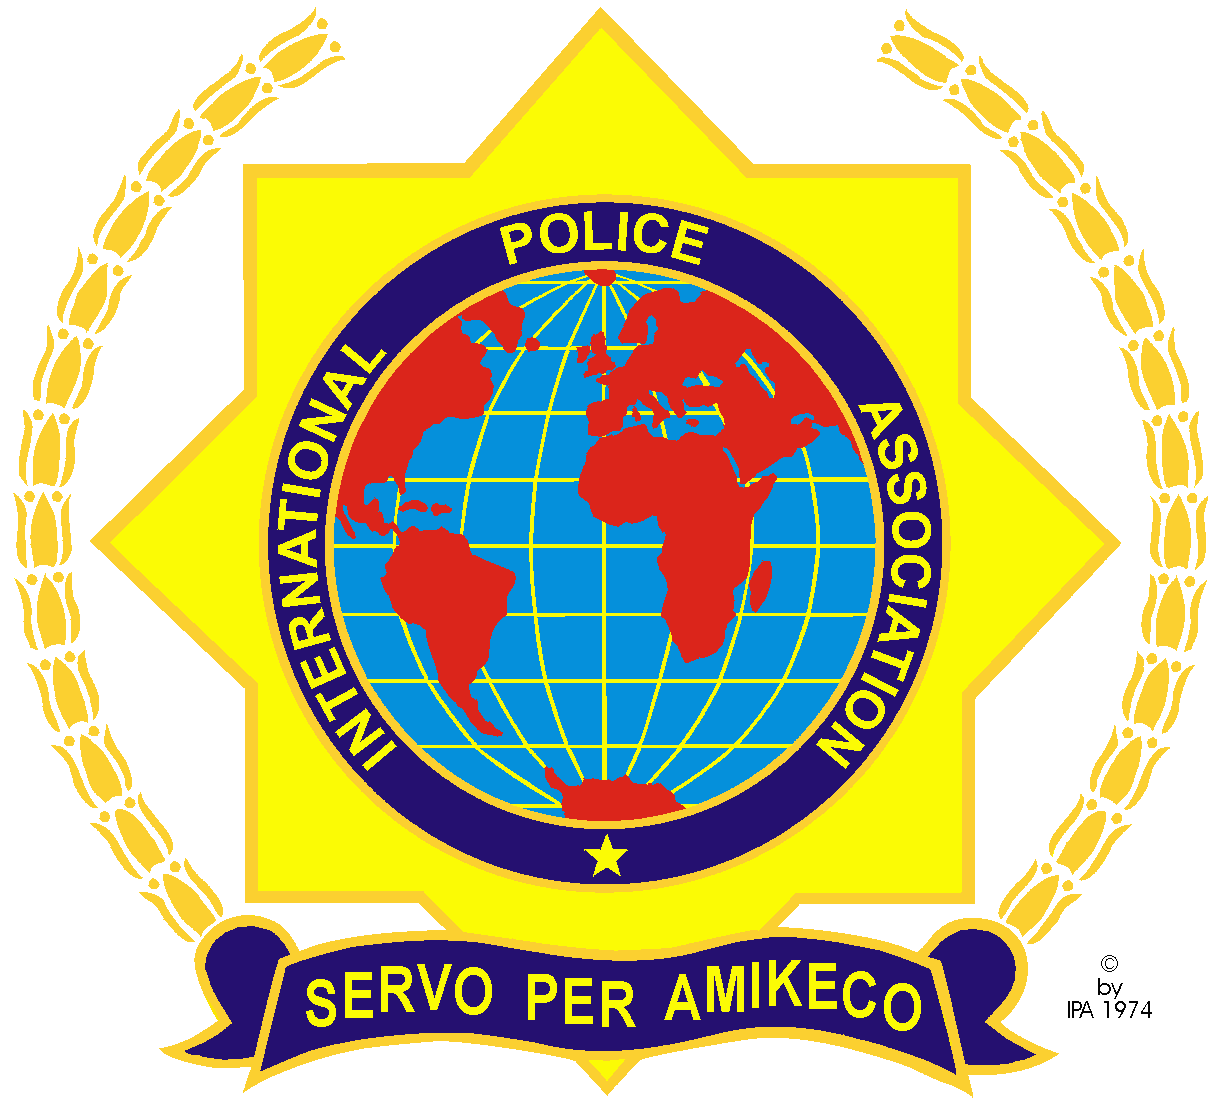 INTERNATIONAL POLICE ASSOCIATION
SERVO PER AMIKECO
©
by
IPA 1974